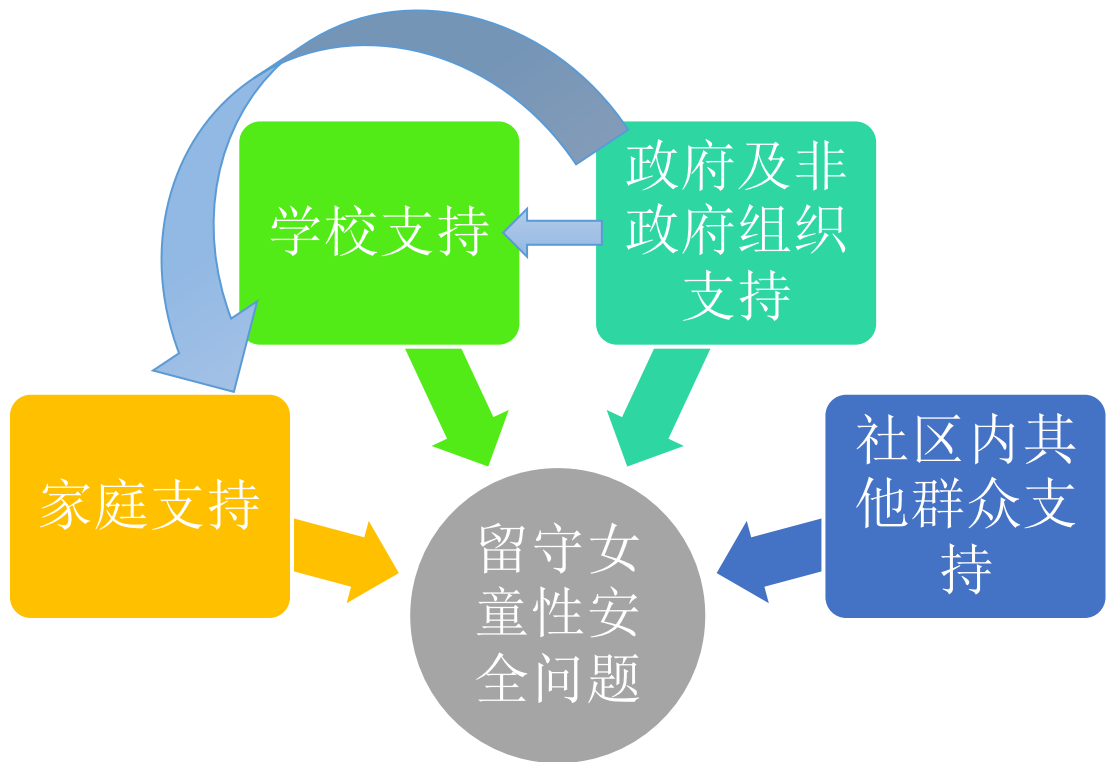 学校支持
政府及非
政府组织
支持
家庭支持
社区内其
他群众支
持
留守女
童性安
全问题